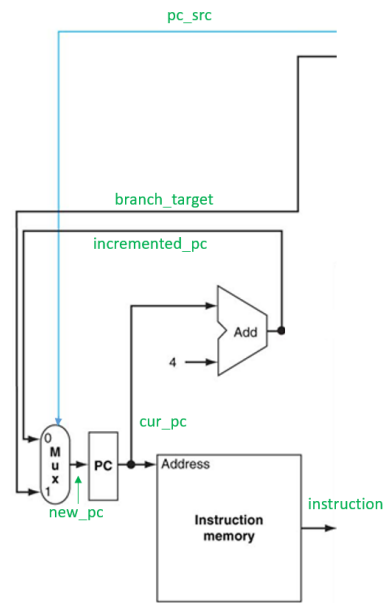 pc_src
branch_target
incremented_pc
Add
4
cur_pc
0
M
u
x
1
PC
new_pc
Address
Instruction
memory
instruction